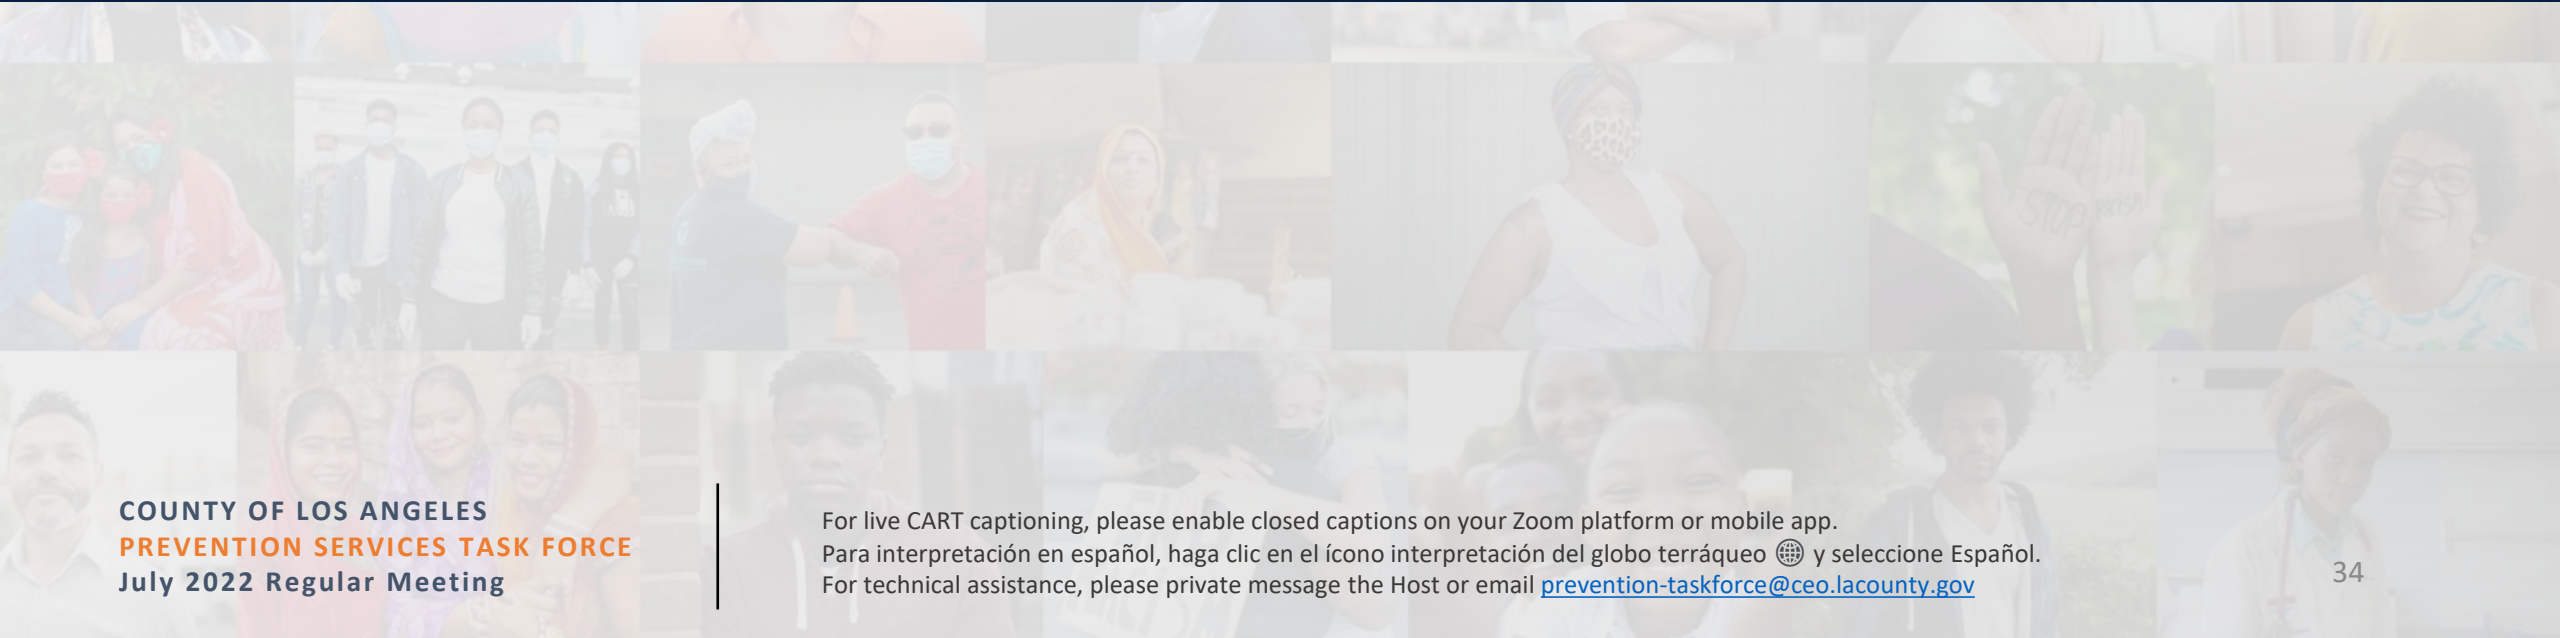 STOP racism
COUNTY OF LOS ANGELES
PREVENTION SERVICES TASK FORCE
July 2022 Regular Meeting
For live CART captioning, please enable closed captions on your Zoom platform or mobile app.
Para interpretación en español, haga clic en el ícono interpretación del globo terráqueo y seleccione Español.
For technical assistance, please private message the Host or email prevention-taskforce@ceo.lacounty.gov
34